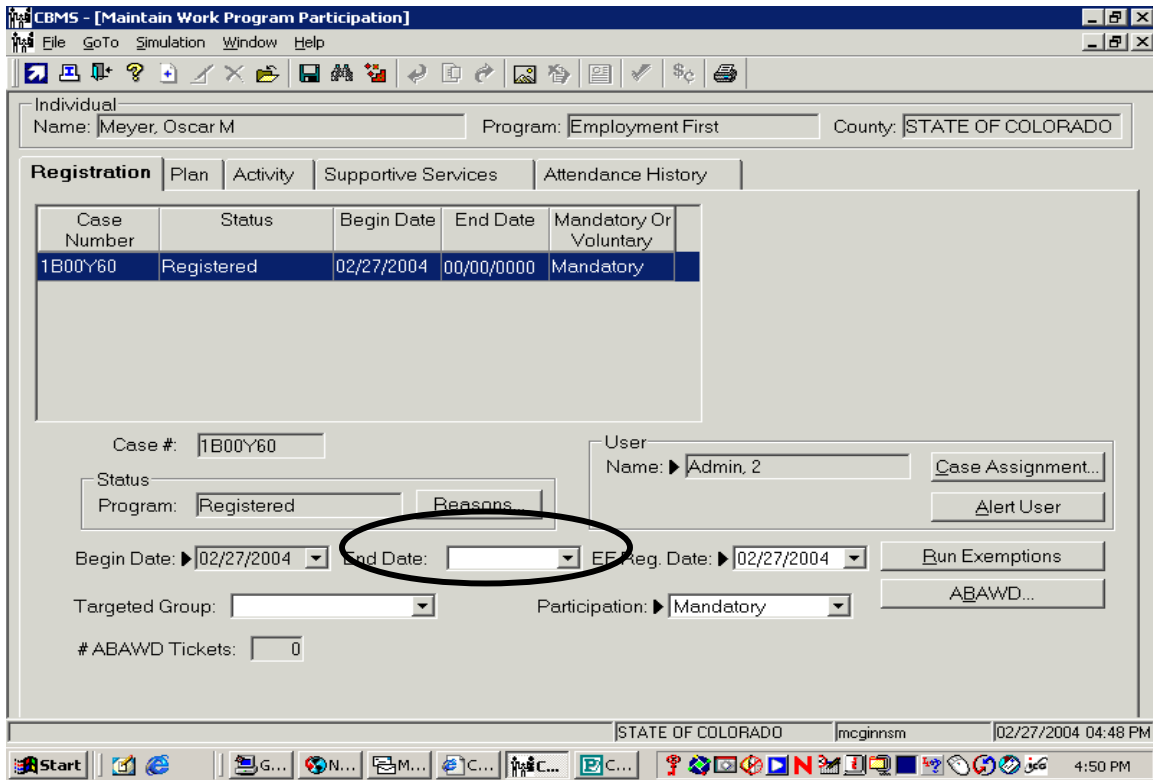 CBMS - [Maintain Work Program Participation]
File GoTo Simulation Window Help
Individual
Name: Meyer, Oscar M Program: Employment First County: STATE OF COLORADO
Registration Plan Activity Supportive Services Attendance History
Case Number Status Begin Date End Date Mandatory Or Voluntary
1B00Y60 Registered 02/27/2004 00/00/0000 Mandatory
Case #: 1B00Y60
User
Name: Admin, 2 Case Assignment...
Status
Program: Registered Reasons... Alert User
Begin Date: 02/27/2004 End Date: EF Reg. Date: 02/27/2004 Run Exemptions
Targeted Group: Participation: Mandatory ABAWD...
# ABAWD Tickets: 0
STATE OF COLORADO mcginnsm 02/27/2004 04:48 PM
Start G... N... M... C... C... C... 4:50 PM